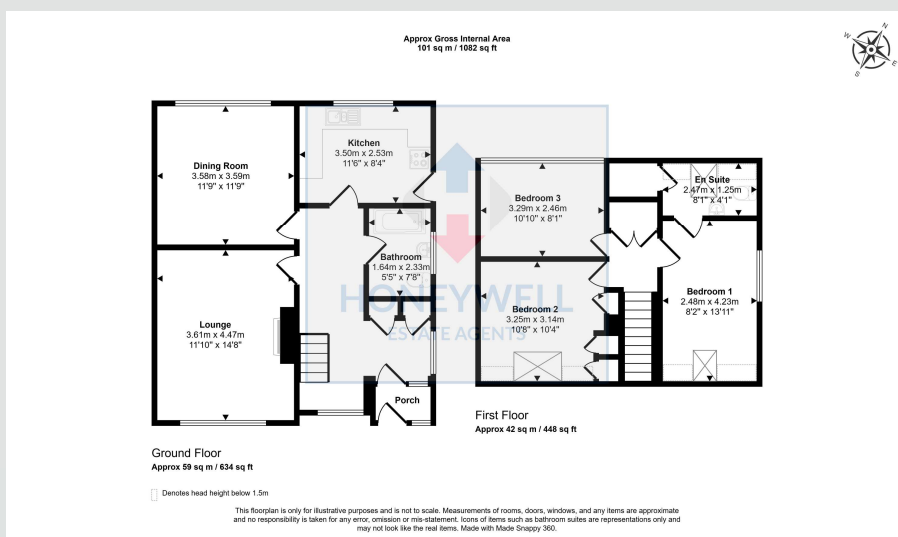 Approx Gross Internal Area
101 sq m / 1082 sq ft
N
W
E
S
Kitchen
3.50m x 2.53m
11'6" x 8'4"
Dining Room
3.58m x 3.59m
11'9" x 11'9"
En Suite
2.47m x 1.25m
8'1" x 4'1"
Bedroom 3
3.29m x 2.46m
10'10" x 8'1"
Bathroom
1.64m x 2.33m
5'5" x 7'8"
Bedroom 1
2.48m x 4.23m
8'2" x 13'11"
HONEYWELL
ESTATE AGENTS
Bedroom 2
3.25m x 3.14m
10'8" x 10'4"
Lounge
3.61m x 4.47m
11'10" x 14'8"
Porch
First Floor
Approx 42 sq m / 448 sq ft
Ground Floor
Approx 59 sq m / 634 sq ft
Denotes head height below 1.5m
This floorplan is only for illustrative purposes and is not to scale. Measurements of rooms, doors, windows, and any items are approximate
and no responsibility is taken for any error, omission or mis-statement. Icons of items such as bathroom suites are representations only and
may not look like the real items. Made with Made Snappy 360.